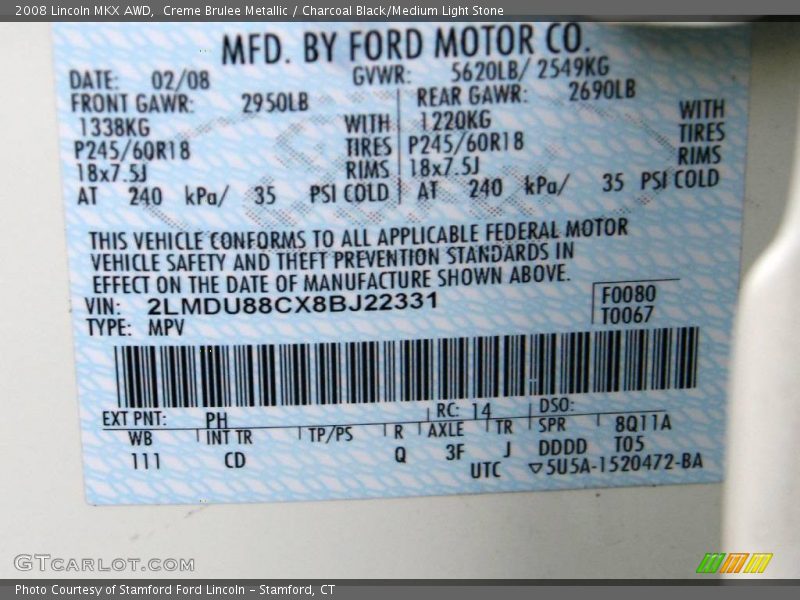 2008 Lincoln MKX AWD, Creme Brulee Metallic / Charcoal Black/Medium Light Stone
MFD. BY FORD MOTOR CO.
DATE: 02/08 GVWR: 5620LB/ 2549KG
FRONT GAWR: 2950LB REAR GAWR: 2690LB
1338KG WITH 1220KG WITH
P245/60R18 TIRES P245/60R18 TIRES
18x7.5J RIMS 18x7.5J RIMS
AT 240 kPa/ 35 PSI COLD AT 240 kPa/ 35 PSI COLD
THIS VEHICLE CONFORMS TO ALL APPLICABLE FEDERAL MOTOR
VEHICLE SAFETY AND THEFT PREVENTION STANDARDS IN
EFFECT ON THE DATE OF MANUFACTURE SHOWN ABOVE.
VIN: 2LMDU88CX8BJ22331 F0080
TYPE: MPV T0067
EXT PNT: PH RC: 14 DSO:
WB INT TR TP/PS R AXLE TR SPR 8Q11A
111 CD Q 3F J DDDD T05
UTC ▽5U5A-1520472-BA
GTCARLOT.COM
Photo Courtesy of Stamford Ford Lincoln - Stamford, CT